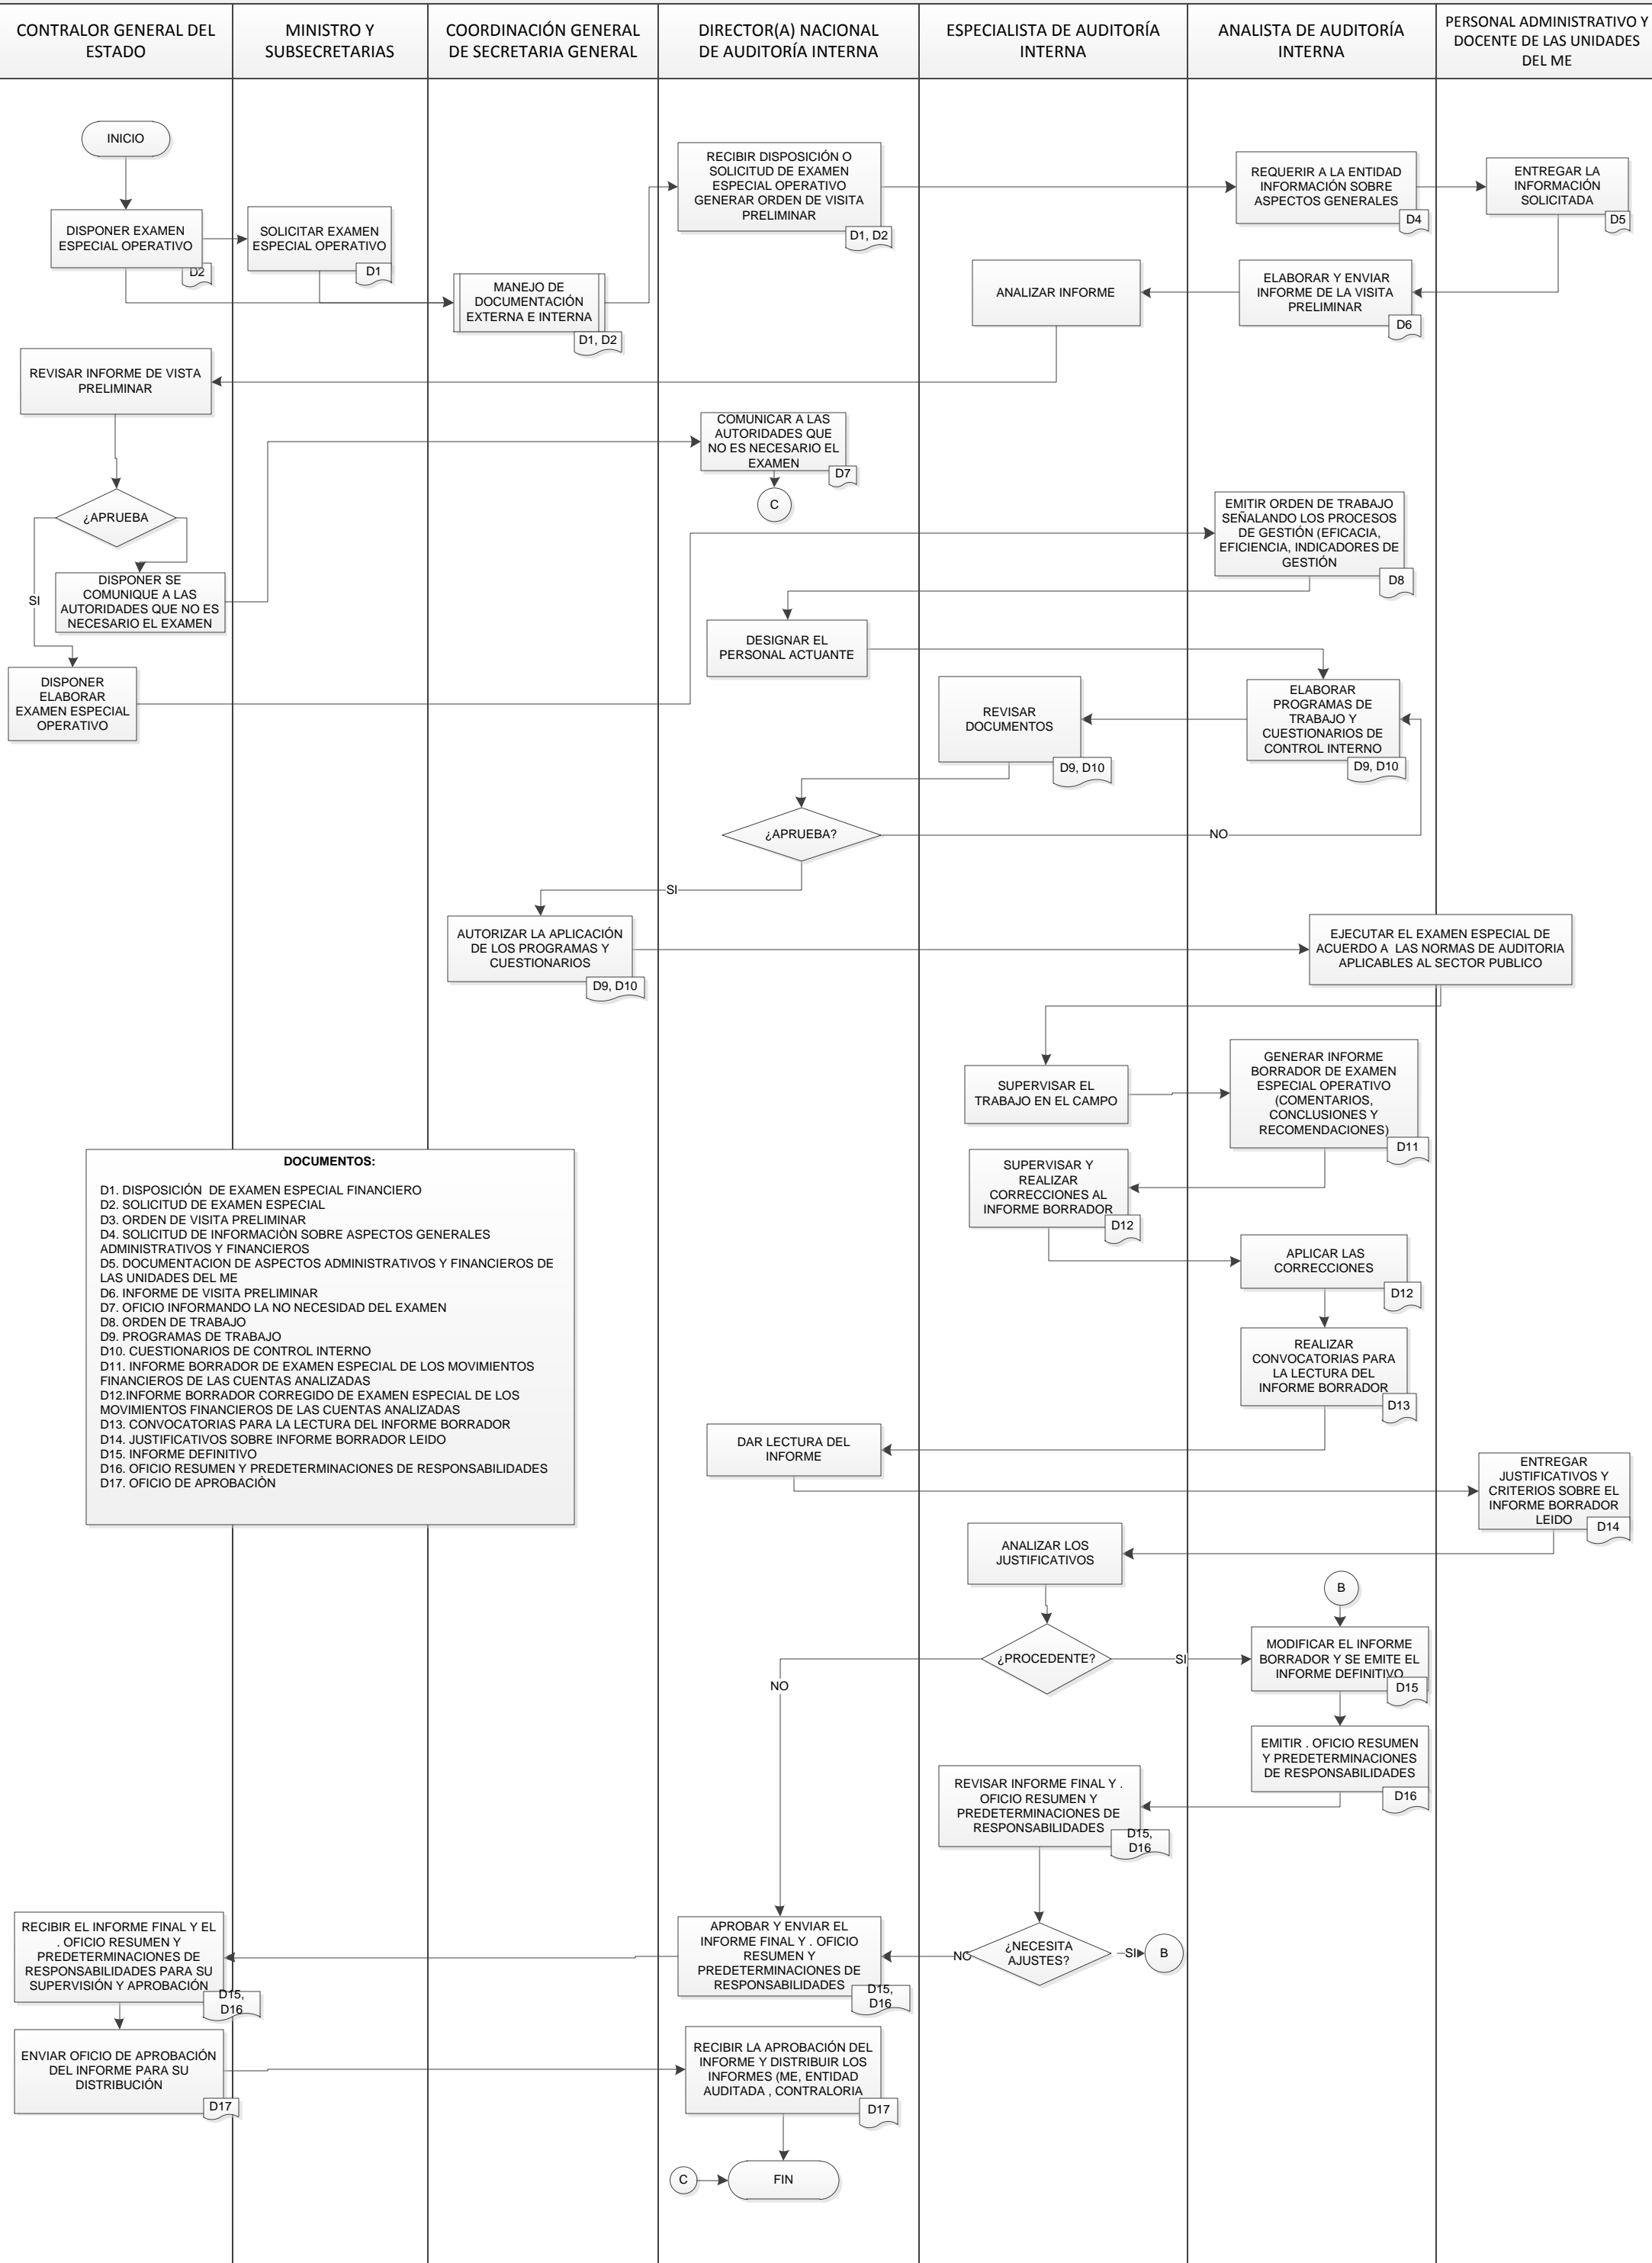 CONTRALOR GENERAL DEL
ESTADO
MINISTRO Y
SUBSECRETARIAS
COORDINACIÓN GENERAL
DE SECRETARIA GENERAL
DIRECTOR(A) NACIONAL
DE AUDITORÍA INTERNA
ESPECIALISTA DE AUDITORÍA
INTERNA
ANALISTA DE AUDITORÍA
INTERNA
PERSONAL ADMINISTRATIVO Y
DOCENTE DE LAS UNIDADES
DEL ME
INICIO
DISPONER EXAMEN
ESPECIAL OPERATIVO
D2
SOLICITAR EXAMEN
ESPECIAL OPERATIVO
D1
MANEJO DE
DOCUMENTACIÓN
EXTERNA E INTERNA
D1, D2
RECIBIR DISPOSICIÓN O
SOLICITUD DE EXAMEN
ESPECIAL OPERATIVO
GENERAR ORDEN DE VISITA
PRELIMINAR
D1, D2
REQUERIR A LA ENTIDAD
INFORMACIÓN SOBRE
ASPECTOS GENERALES
D4
ENTREGAR LA
INFORMACIÓN
SOLICITADA
D5
ELABORAR Y ENVIAR
INFORME DE LA VISITA
PRELIMINAR
D6
ANALIZAR INFORME
REVISAR INFORME DE VISTA
PRELIMINAR
¿APRUEBA
SI
DISPONER SE
COMUNIQUE A LAS
AUTORIDADES QUE NO ES
NECESARIO EL EXAMEN
COMUNICAR A LAS
AUTORIDADES QUE
NO ES NECESARIO EL
EXAMEN
D7
C
DISPONER
ELABORAR
EXAMEN ESPECIAL
OPERATIVO
EMITIR ORDEN DE TRABAJO
SEÑALANDO LOS PROCESOS
DE GESTIÓN (EFICACIA,
EFICIENCIA, INDICADORES DE
GESTIÓN
D8
DESIGNAR EL
PERSONAL ACTUANTE
ELABORAR
PROGRAMAS DE
TRABAJO Y
CUESTIONARIOS DE
CONTROL INTERNO
D9, D10
REVISAR
DOCUMENTOS
D9, D10
¿APRUEBA?
NO
SI
AUTORIZAR LA APLICACIÓN
DE LOS PROGRAMAS Y
CUESTIONARIOS
D9, D10
EJECUTAR EL EXAMEN ESPECIAL DE
ACUERDO A LAS NORMAS DE AUDITORIA
APLICABLES AL SECTOR PUBLICO
SUPERVISAR EL
TRABAJO EN EL CAMPO
GENERAR INFORME
BORRADOR DE EXAMEN
ESPECIAL OPERATIVO
(COMENTARIOS,
CONCLUSIONES Y
RECOMENDACIONES)
D11
SUPERVISAR Y
REALIZAR
CORRECCIONES AL
INFORME BORRADOR
D12
APLICAR LAS
CORRECCIONES
D12
REALIZAR
CONVOCATORIAS PARA
LA LECTURA DEL
INFORME BORRADOR
D13
DOCUMENTOS:
D1. DISPOSICIÓN DE EXAMEN ESPECIAL FINANCIERO
D2. SOLICITUD DE EXAMEN ESPECIAL
D3. ORDEN DE VISITA PRELIMINAR
D4. SOLICITUD DE INFORMACIÒN SOBRE ASPECTOS GENERALES
ADMINISTRATIVOS Y FINANCIEROS
D5. DOCUMENTACION DE ASPECTOS ADMINISTRATIVOS Y FINANCIEROS DE
LAS UNIDADES DEL ME
D6. INFORME DE VISITA PRELIMINAR
D7. OFICIO INFORMANDO LA NO NECESIDAD DEL EXAMEN
D8. ORDEN DE TRABAJO
D9. PROGRAMAS DE TRABAJO
D10. CUESTIONARIOS DE CONTROL INTERNO
D11. INFORME BORRADOR DE EXAMEN ESPECIAL DE LOS MOVIMIENTOS
FINANCIEROS DE LAS CUENTAS ANALIZADAS
D12.INFORME BORRADOR CORREGIDO DE EXAMEN ESPECIAL DE LOS
MOVIMIENTOS FINANCIEROS DE LAS CUENTAS ANALIZADAS
D13. CONVOCATORIAS PARA LA LECTURA DEL INFORME BORRADOR
D14. JUSTIFICATIVOS SOBRE INFORME BORRADOR LEIDO
D15. INFORME DEFINITIVO
D16. OFICIO RESUMEN Y PREDETERMINACIONES DE RESPONSABILIDADES
D17. OFICIO DE APROBACIÒN
DAR LECTURA DEL
INFORME
ENTREGAR
JUSTIFICATIVOS Y
CRITERIOS SOBRE EL
INFORME BORRADOR
LEIDO
D14
ANALIZAR LOS
JUSTIFICATIVOS
¿PROCEDENTE?
SI
NO
B
MODIFICAR EL INFORME
BORRADOR Y SE EMITE EL
INFORME DEFINITIVO
D15
EMITIR . OFICIO RESUMEN
Y PREDETERMINACIONES
DE RESPONSABILIDADES
D16
REVISAR INFORME FINAL Y .
OFICIO RESUMEN Y
PREDETERMINACIONES DE
RESPONSABILIDADES
D15,
D16
¿NECESITA
AJUSTES?
SI
B
NO
APROBAR Y ENVIAR EL
INFORME FINAL Y . OFICIO
RESUMEN Y
PREDETERMINACIONES DE
RESPONSABILIDADES
D15,
D16
RECIBIR EL INFORME FINAL Y EL
. OFICIO RESUMEN Y
PREDETERMINACIONES DE
RESPONSABILIDADES PARA SU
SUPERVISIÓN Y APROBACIÓN
D15,
D16
ENVIAR OFICIO DE APROBACIÓN
DEL INFORME PARA SU
DISTRIBUCIÓN
D17
RECIBIR LA APROBACIÓN DEL
INFORME Y DISTRIBUIR LOS
INFORMES (ME, ENTIDAD
AUDITADA , CONTRALORIA
D17
C
FIN